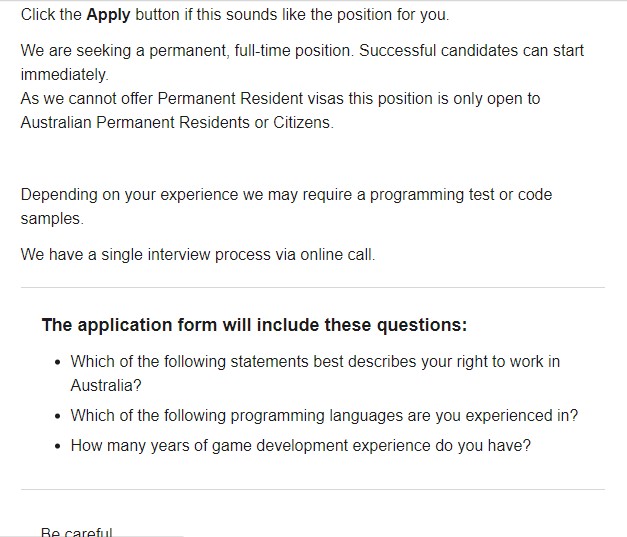 Click the Apply button if this sounds like the position for you.
We are seeking a permanent, full-time position. Successful candidates can start
immediately.
As we cannot offer Permanent Resident visas this position is only open to
Australian Permanent Residents or Citizens.
Depending on your experience we may require a programming test or code
samples.
We have a single interview process via online call.
The application form will include these questions:
• Which of the following statements best describes your right to work in
Australia?
• Which of the following programming languages are you experienced in?
• How many years of game development experience do you have?
Be careful